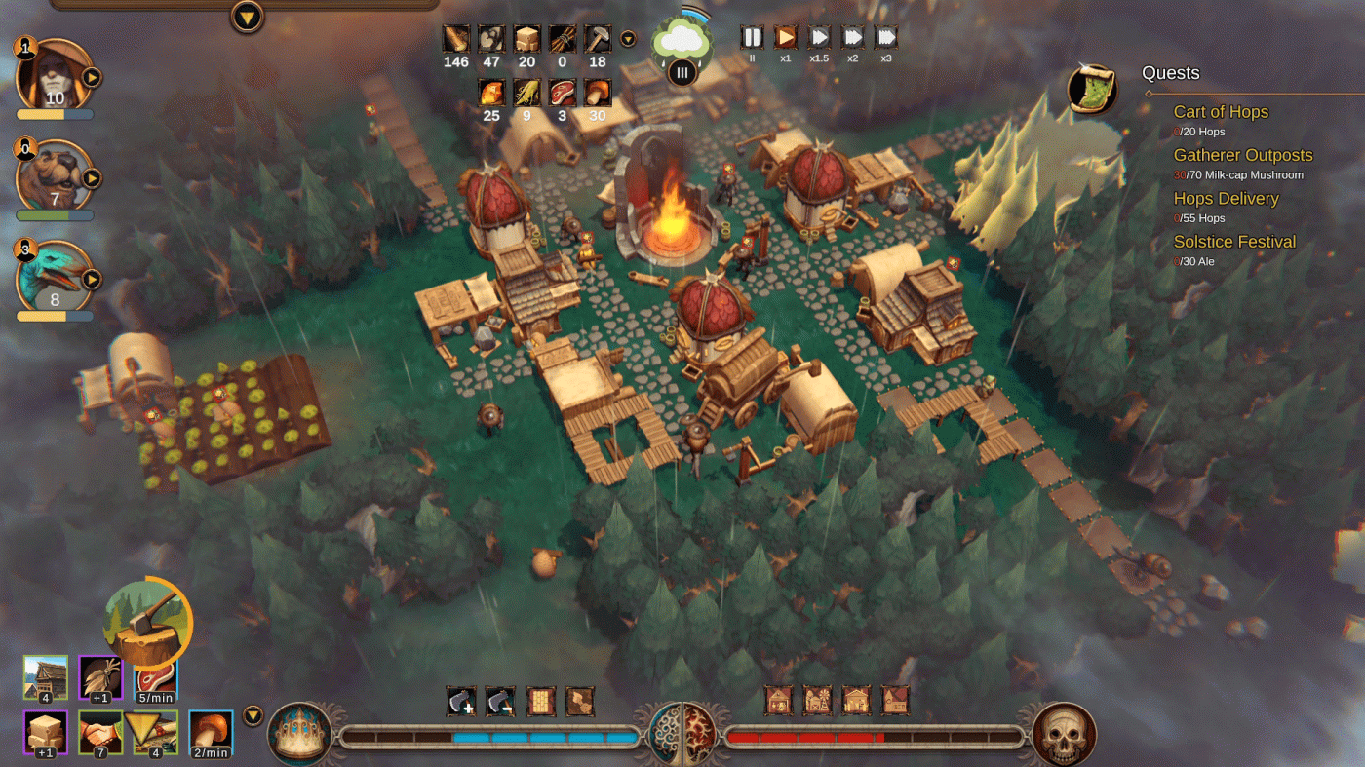 1
10
0
7
3
8
146 47 20 0 18
25 9 3 30
III
II x1 x1.5 x2 x3
Quests
Cart of Hops
0/20 Hops
Gatherer Outposts
30/70 Milk-cap Mushroom
Hops Delivery
0/55 Hops
Solstice Festival
0/30 Ale
4 +1 5/min
+1 7 4 2/min